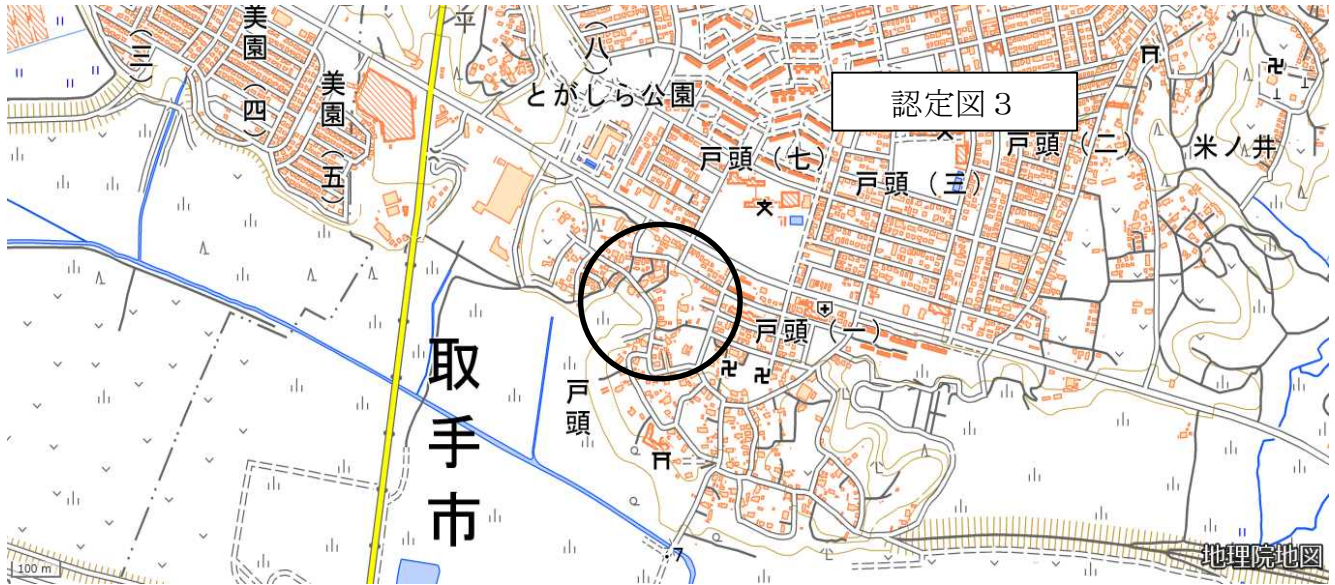 美園（三）
美園（四）
美園（五）
平
（八）
とがしら公園
認定図３
戸頭（七）
戸頭（三）
戸頭（二）
米ノ井
戸頭（一）
取手市
戸頭
7
100 m
地理院地図